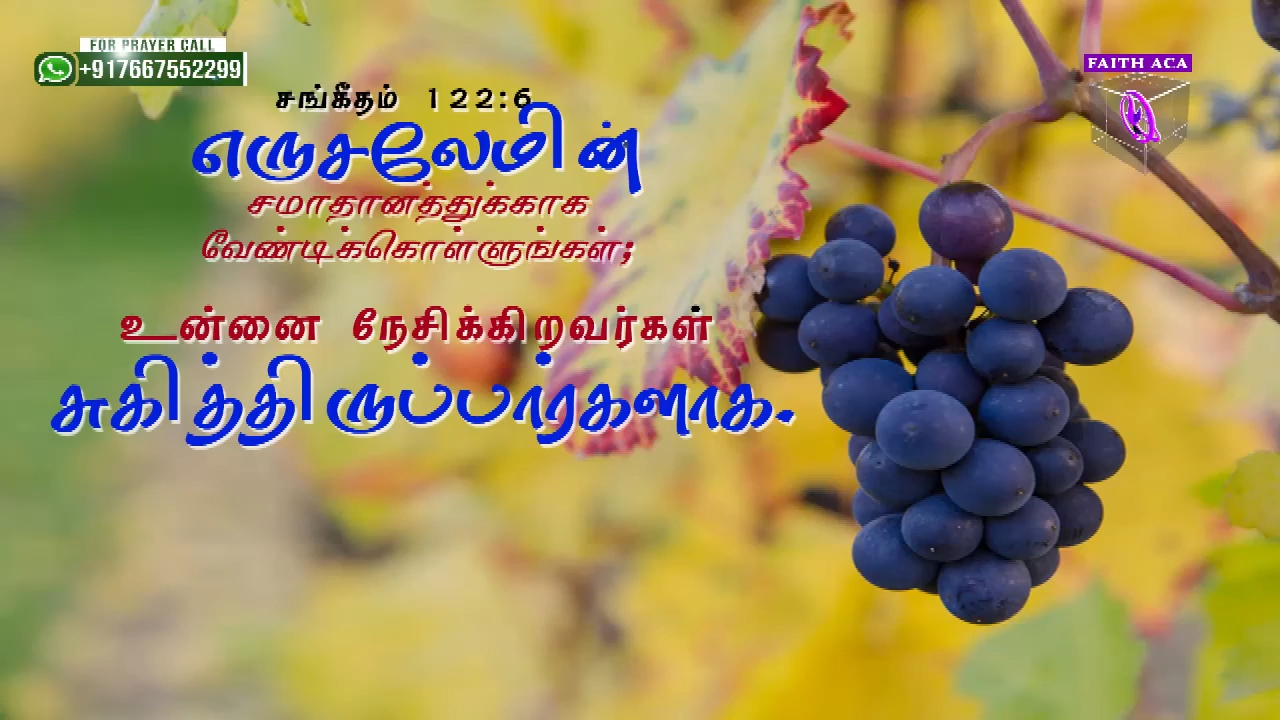 FOR PRAYER CALL
+917667552299
FAITH ACA
சங்கீதம் 122:6
எருசலேமின்
சமாதானத்துக்காக
வேண்டிக்கொள்ளுங்கள்;
உன்னை நேசிக்கிறவர்கள்
சுகித்திருப்பார்களாக.